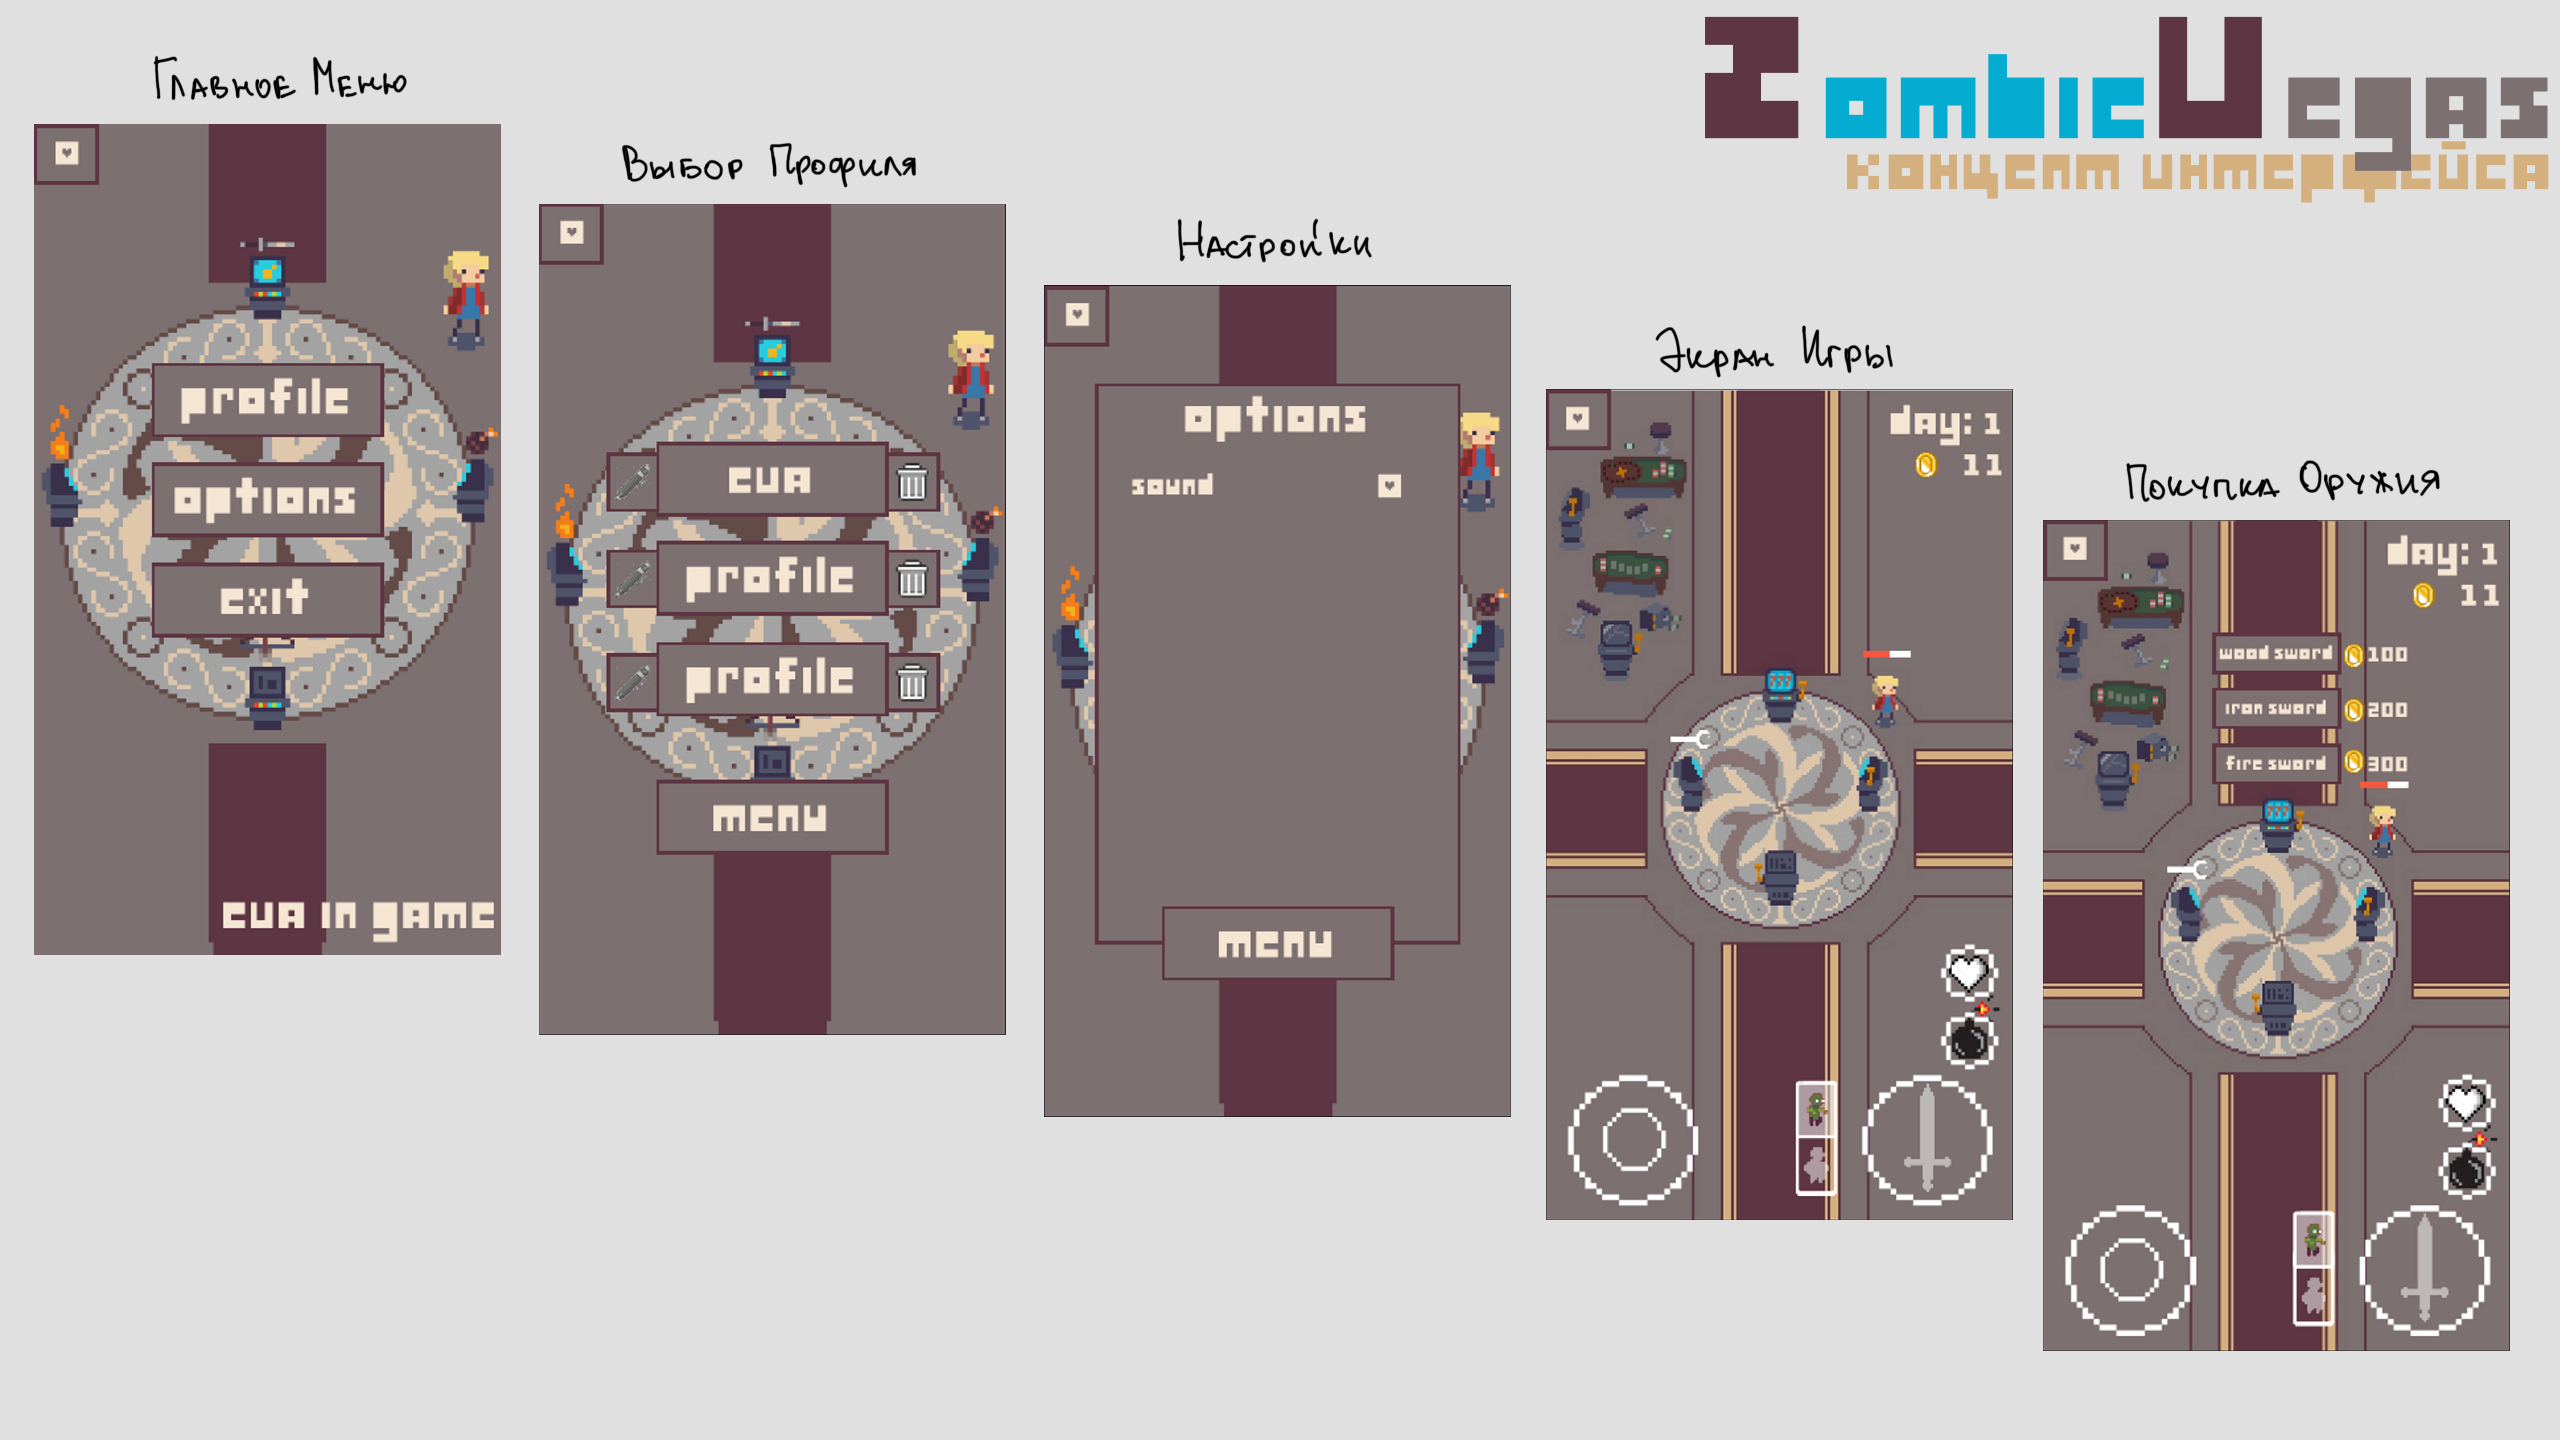 ZombieVegas
концепт интерфейса
Главное Меню
profile
options
exit
eva in game
Выбор Профиля
eva
profile
profile
menu
Настройки
options
sound
menu
Экран Игры
day: 1
11
Покупка Оружия
day: 1
11
wood sword 100
iron sword 200
fire sword 300